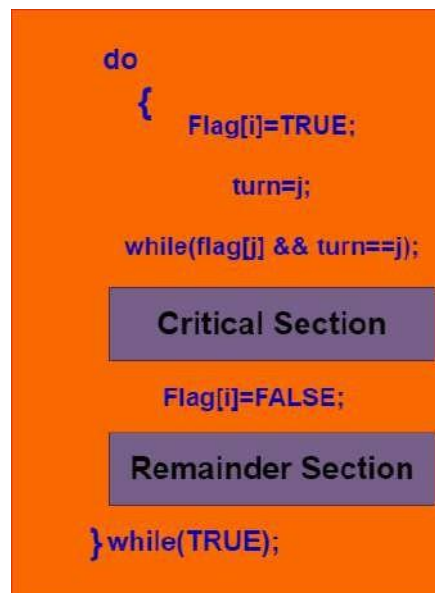 do
{
Flag[i]=TRUE;
turn=j;
while(flag[j] && turn==j);
Critical Section
Flag[i]=FALSE;
Remainder Section
} while(TRUE);